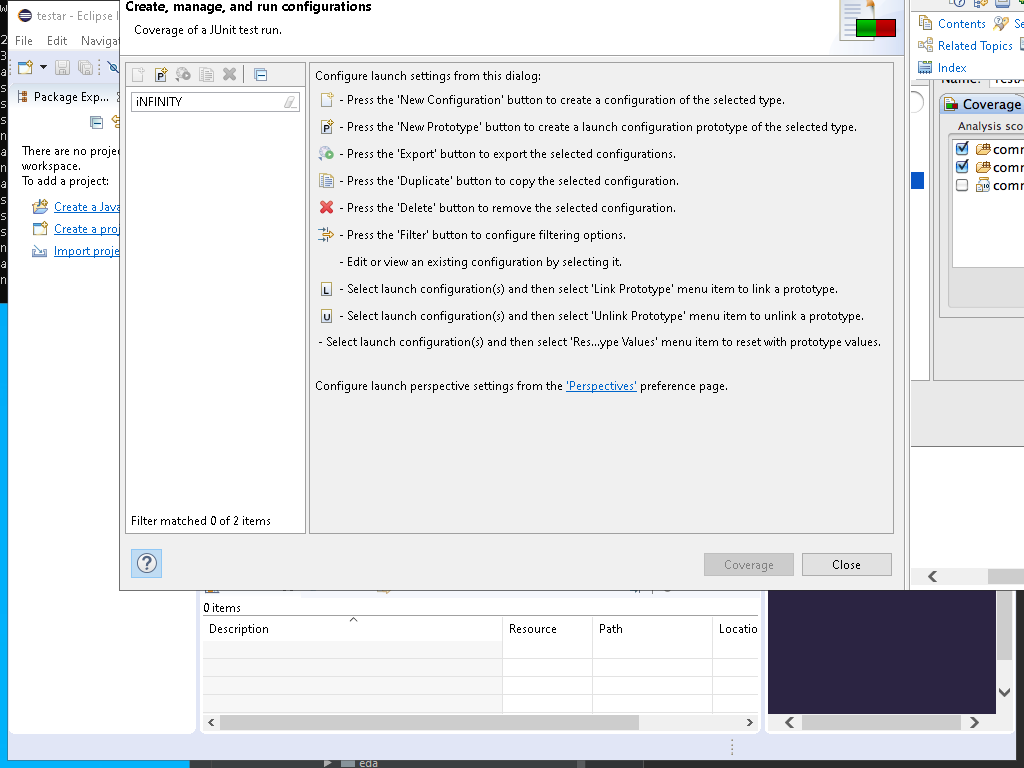 testar - Eclipse I
File Edit Naviga
Package Exp...
There are no proje
workspace.
To add a project:
Create a Java
Create a proj
Import proje
Create, manage, and run configurations
Coverage of a JUnit test run.
iNFINITY
Filter matched 0 of 2 items
Configure launch settings from this dialog:
- Press the 'New Configuration' button to create a configuration of the selected type.
- Press the 'New Prototype' button to create a launch configuration prototype of the selected type.
- Press the 'Export' button to export the selected configurations.
- Press the 'Duplicate' button to copy the selected configuration.
- Press the 'Delete' button to remove the selected configuration.
- Press the 'Filter' button to configure filtering options.
- Edit or view an existing configuration by selecting it.
- Select launch configuration(s) and then select 'Link Prototype' menu item to link a prototype.
- Select launch configuration(s) and then select 'Unlink Prototype' menu item to unlink a prototype.
- Select launch configuration(s) and then select 'Res...ype Values' menu item to reset with prototype values.
Configure launch perspective settings from the 'Perspectives' preference page.
Coverage
Close
Contents
Se
Related Topics
Index
Coverage
Analysis sco
comm
comm
comm
0 items
Description Resource Path Locatio
eda